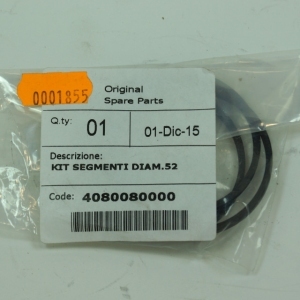 0001855
Original
Spare Parts
Q.ty: 01 01-Dic-15
Descrizione:
KIT SEGMENTI DIAM.52
Code: 4080080000